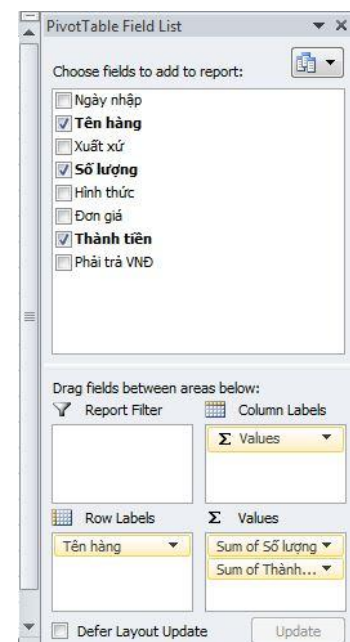 PivotTable Field List
Choose fields to add to report:
Ngày nhập
Tên hàng
Xuất xứ
Số lượng
Hình thức
Đơn giá
Thành tiền
Phải trả VNĐ
Drag fields between areas below:
Report Filter
Column Labels
Σ Values
Row Labels
Σ Values
Tên hàng
Sum of Số lượng
Sum of Thành...
Defer Layout Update
Update